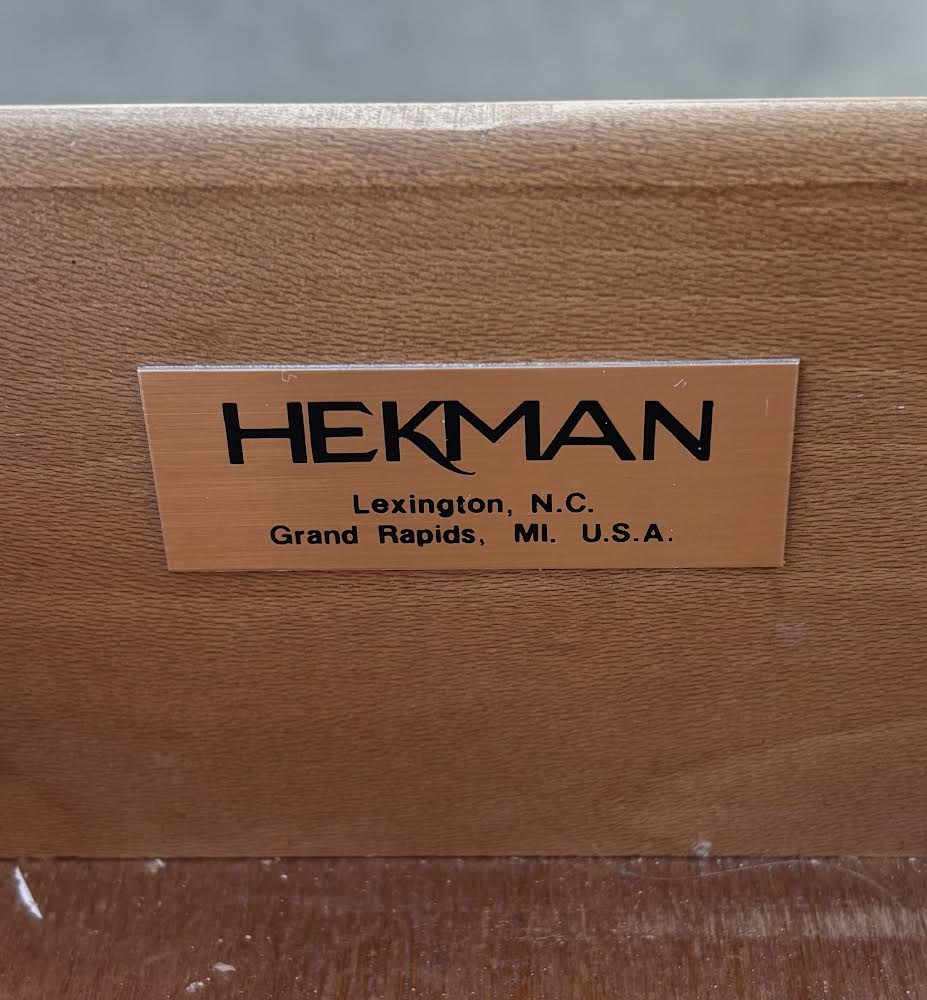 HEKMAN
Lexington, N.C.
Grand Rapids, MI. U.S.A.